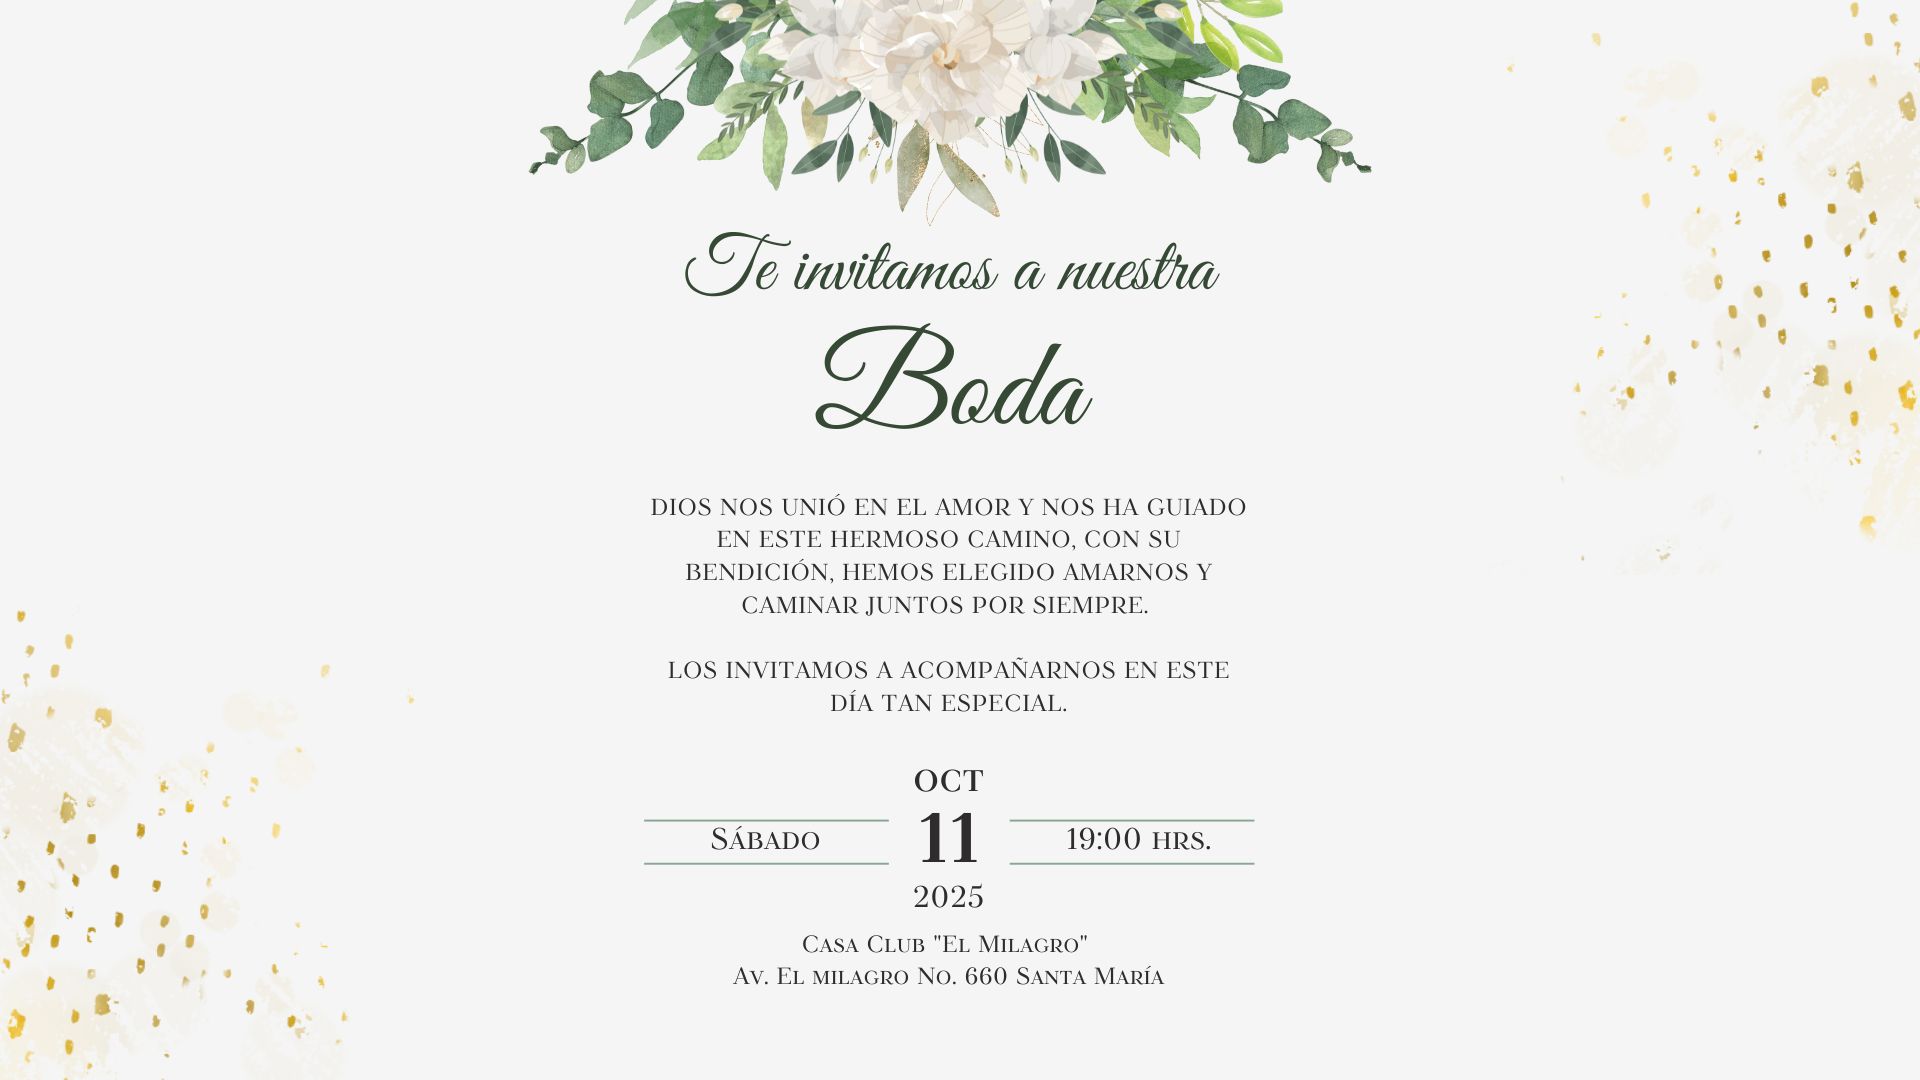 Te invitamos a nuestra
Boda
DIOS NOS UNIÓ EN EL AMOR Y NOS HA GUIADO
EN ESTE HERMOSO CAMINO, CON SU
BENDICIÓN, HEMOS ELEGIDO AMARNOS Y
CAMINAR JUNTOS POR SIEMPRE.
LOS INVITAMOS A ACOMPAÑARNOS EN ESTE
DÍA TAN ESPECIAL.
OCT
Sábado 11 19:00 hrs.
2025
Casa Club "El Milagro"
Av. El milagro No. 660 Santa María